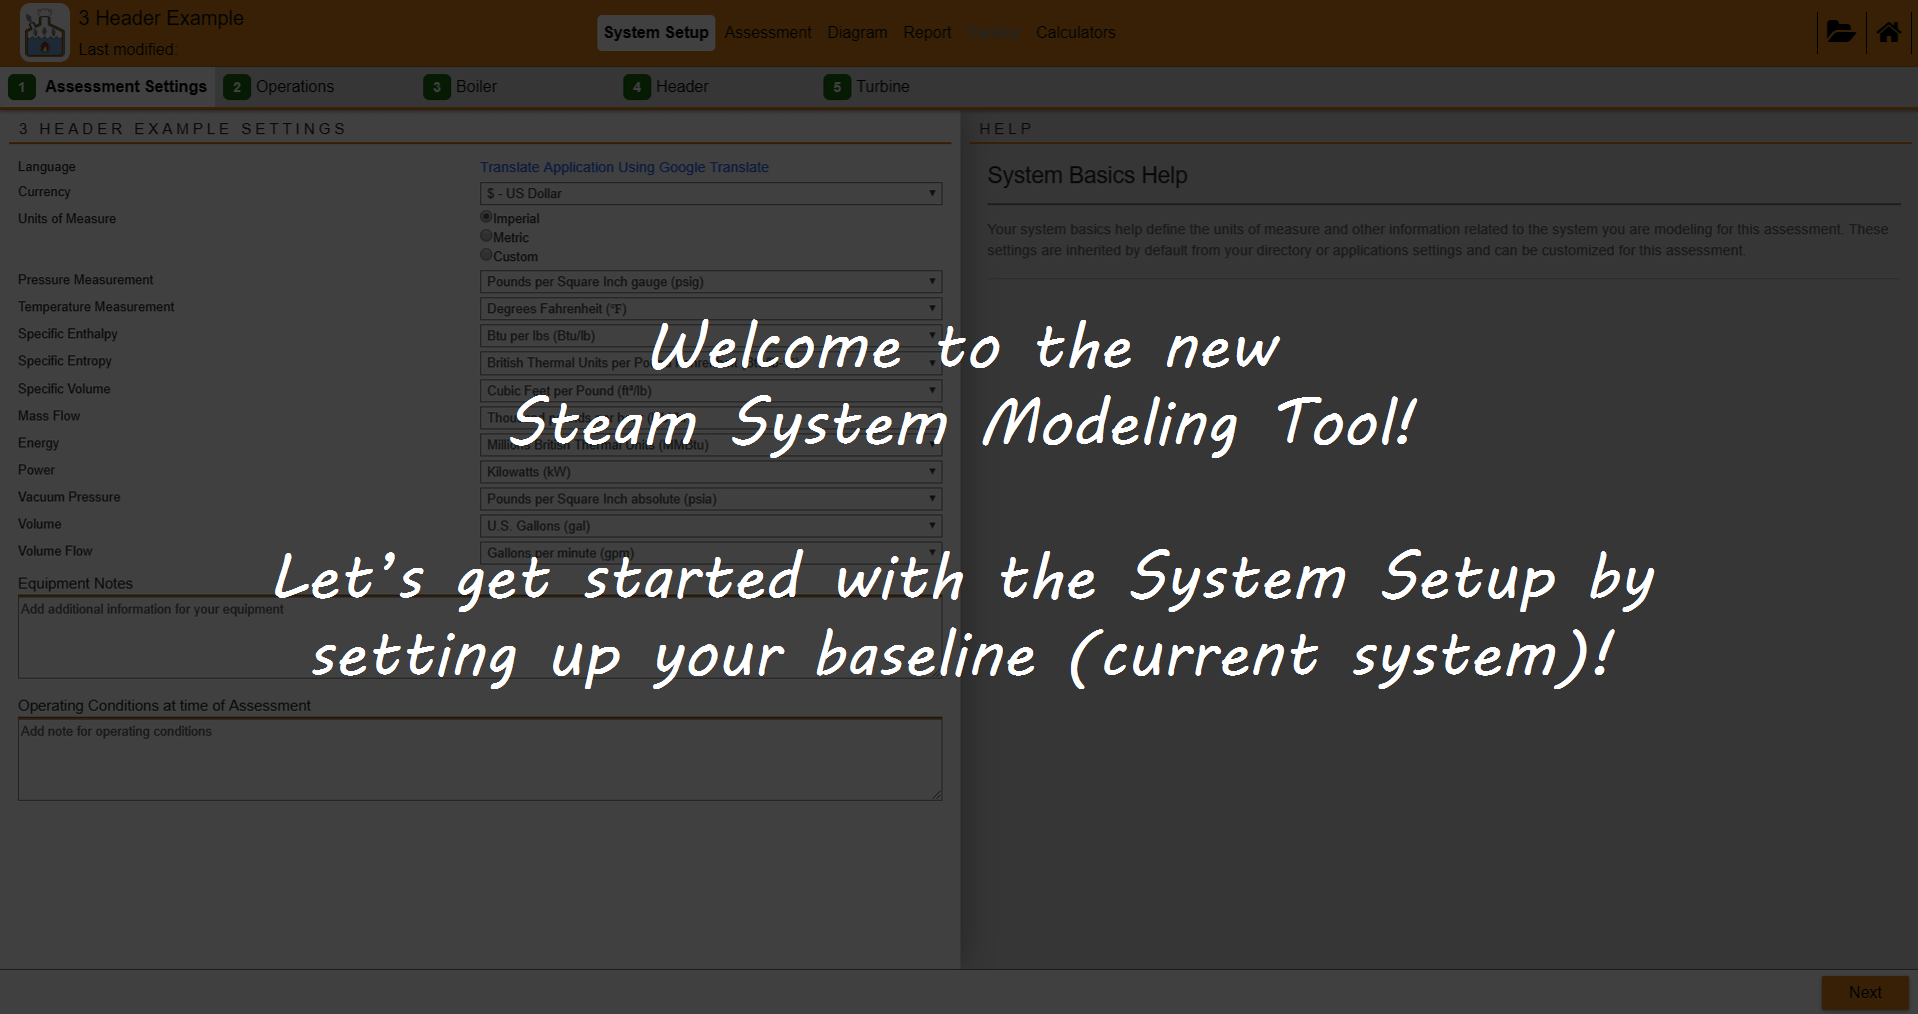 3 Header Example
Last modified:
System Setup Assessment Diagram Report Calculators
1 Assessment Settings 2 Operations 3 Boiler 4 Header 5 Turbine
3 HEADER EXAMPLE SETTINGS
Language Translate Application Using Google Translate
Currency $ - US Dollar
Units of Measure Imperial
Metric
Custom
Pressure Measurement Pounds per Square Inch gauge (psig)
Temperature Measurement Degrees Fahrenheit (°F)
Specific Enthalpy Btu per lbs (Btu/lb)
Specific Entropy British Thermal Units per
Specific Volume Cubic Feet per Pound (ft³/lb)
Mass Flow
Energy Millions British Thermal Units (MMBtu)
Power Kilowatts (kW)
Vacuum Pressure Pounds per Square Inch absolute (psia)
Volume U.S. Gallons (gal)
Volume Flow Gallons per minute (gpm)
Equipment Notes
Add additional information for your equipment
Operating Conditions at time of Assessment
Add note for operating conditions
HELP
System Basics Help
Your system basics help define the units of measure and other information related to the system you are modeling for this assessment. These
settings are inherited by default from your directory or applications settings and can be customized for this assessment.
Welcome to the new
Steam System Modeling Tool!
Let's get started with the System Setup by
setting up your baseline (current system)!
Next